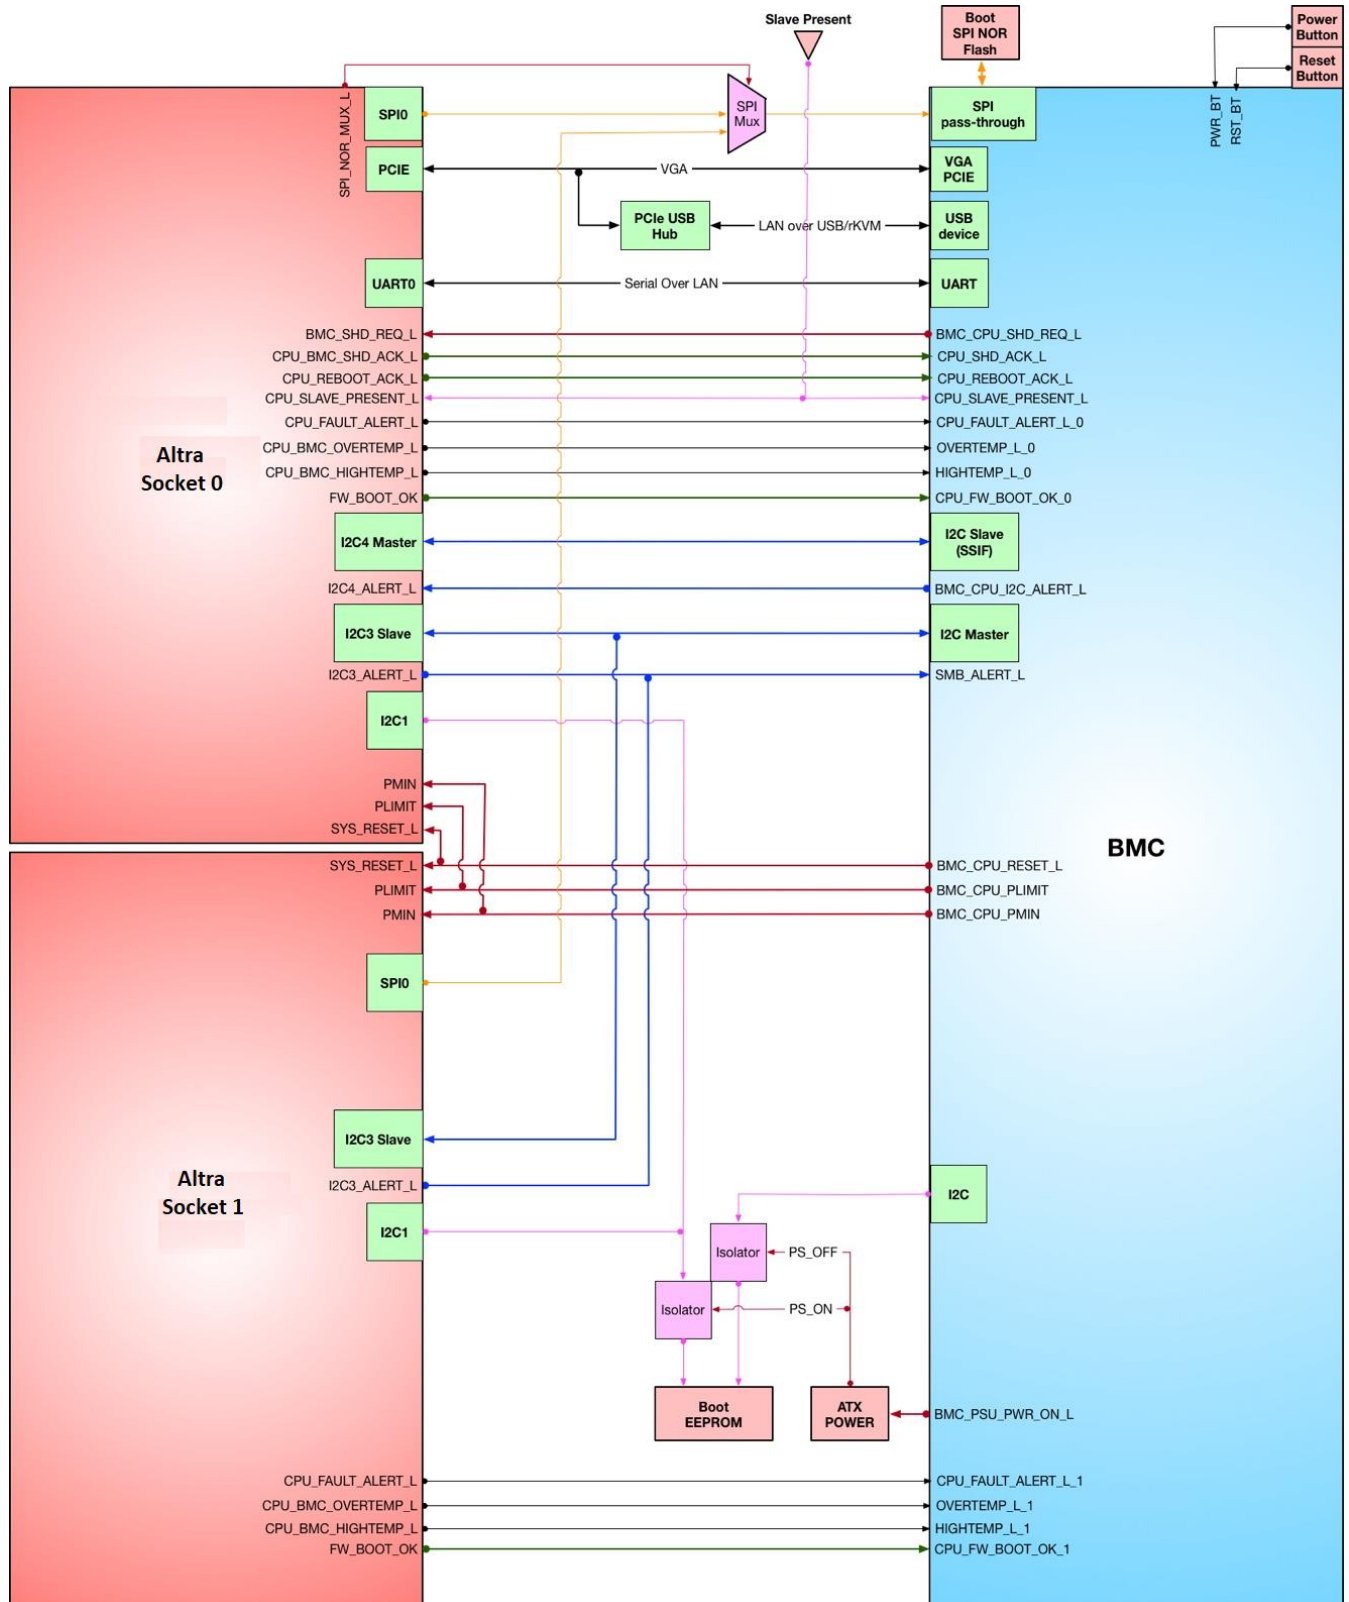 Slave Present
Boot
SPI NOR
Flash
Power
Button
Reset
Button
SPI_NOR_MUX_L
SPI0
SPI
Mux
SPI
pass-through
PWR_BT
RST_BT
PCIE
VGA
VGA
PCIE
PCIe USB
Hub
LAN over USB/rKVM
USB
device
UART0
Serial Over LAN
UART
BMC_SHD_REQ_L
BMC_CPU_SHD_REQ_L
CPU_BMC_SHD_ACK_L
CPU_SHD_ACK_L
CPU_REBOOT_ACK_L
CPU_REBOOT_ACK_L
CPU_SLAVE_PRESENT_L
CPU_SLAVE_PRESENT_L
CPU_FAULT_ALERT_L
CPU_FAULT_ALERT_L_0
CPU_BMC_OVERTEMP_L
OVERTEMP_L_0
Altra
Socket 0
CPU_BMC_HIGHTEMP_L
HIGHTEMP_L_0
FW_BOOT_OK
CPU_FW_BOOT_OK_0
I2C4 Master
I2C Slave
(SSIF)
I2C4_ALERT_L
BMC_CPU_I2C_ALERT_L
I2C3 Slave
I2C Master
I2C3_ALERT_L
SMB_ALERT_L
I2C1
PMIN
PLIMIT
SYS_RESET_L
BMC
SYS_RESET_L
BMC_CPU_RESET_L
PLIMIT
BMC_CPU_PLIMIT
PMIN
BMC_CPU_PMIN
SPI0
I2C3 Slave
Altra
Socket 1
I2C3_ALERT_L
I2C
I2C1
Isolator
PS_OFF
Isolator
PS_ON
Boot
EEPROM
ATX
POWER
BMC_PSU_PWR_ON_L
CPU_FAULT_ALERT_L
CPU_FAULT_ALERT_L_1
CPU_BMC_OVERTEMP_L
OVERTEMP_L_1
CPU_BMC_HIGHTEMP_L
HIGHTEMP_L_1
FW_BOOT_OK
CPU_FW_BOOT_OK_1